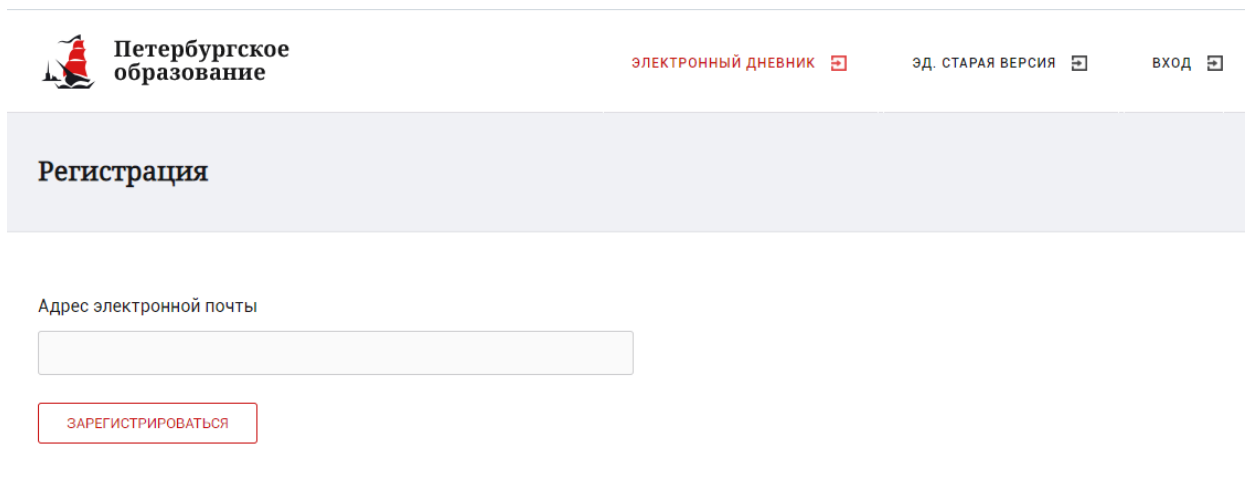 Петербургское
образование
ЭЛЕКТРОННЫЙ ДНЕВНИК
ЭД. СТАРАЯ ВЕРСИЯ
ВХОД
Регистрация
Адрес электронной почты
ЗАРЕГИСТРИРОВАТЬСЯ